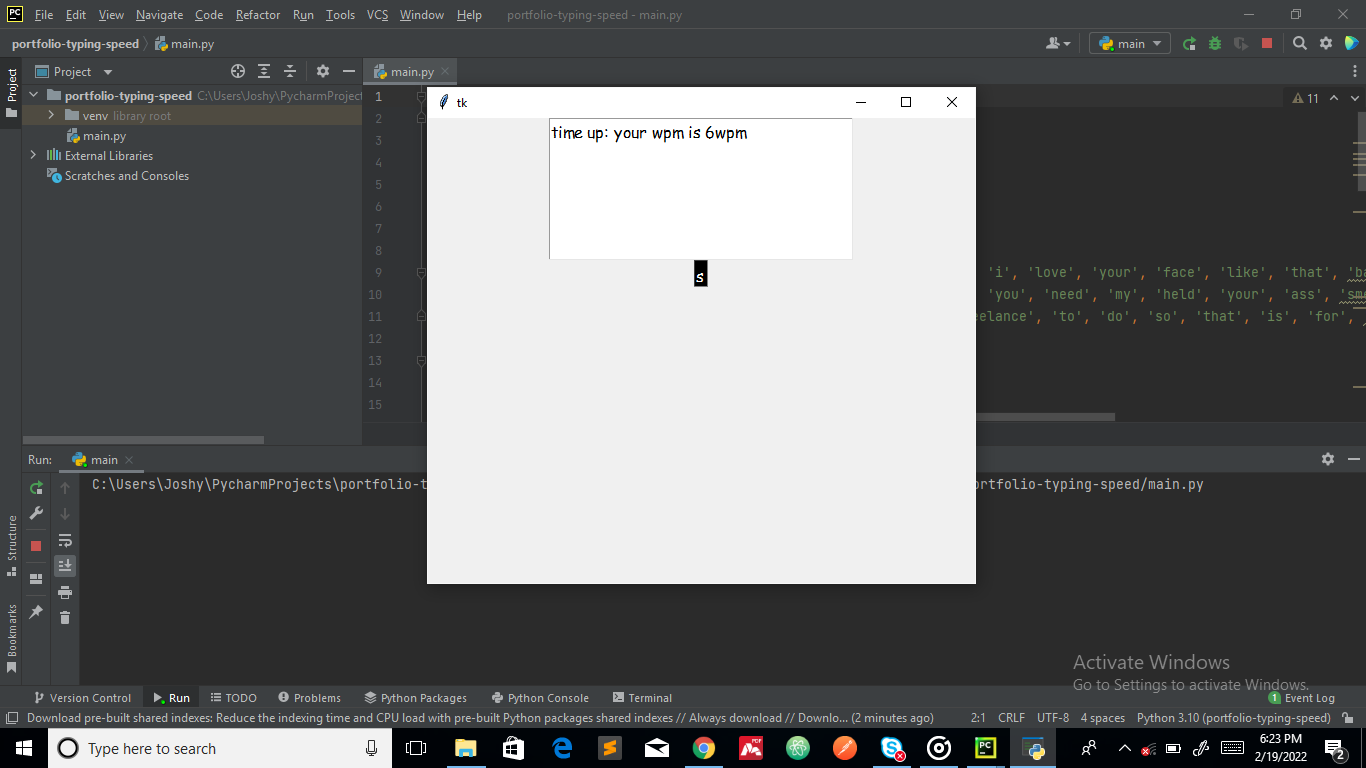 PC File Edit View Navigate Code Refactor Run Tools VCS Window Help portfolio-typing-speed - main.py
portfolio-typing-speed main.py main
Project main.py
Project
portfolio-typing-speed C:\Users\Joshy\PycharmProject
venv library root
main.py
External Libraries
Scratches and Consoles
1 11
2
3
4
5
6
7
8
9 'i', 'love', 'your', 'face', 'like', 'that',
10 'you', 'need', 'my', 'held', 'your', 'ass',
11 'to', 'do', 'so', 'that', 'is', 'for',
12
13
14
15
tk
time up: your wpm is 6wpm
s
Run: main
C:\Users\Joshy\PycharmProjects\portfolio-t
portfolio-typing-speed/main.py
Structure
Bookmarks
Activate Windows
Go to Settings to activate Windows.
Version Control Run TODO Problems Python Packages Python Console Terminal 1 Event Log
Download pre-built shared indexes: Reduce the indexing time and CPU load with pre-built Python packages shared indexes // Always download // Downlo... (2 minutes ago) 2:1 CRLF UTF-8 4 spaces Python 3.10 (portfolio-typing-speed)
Type here to search
6:23 PM
2/19/2022
2